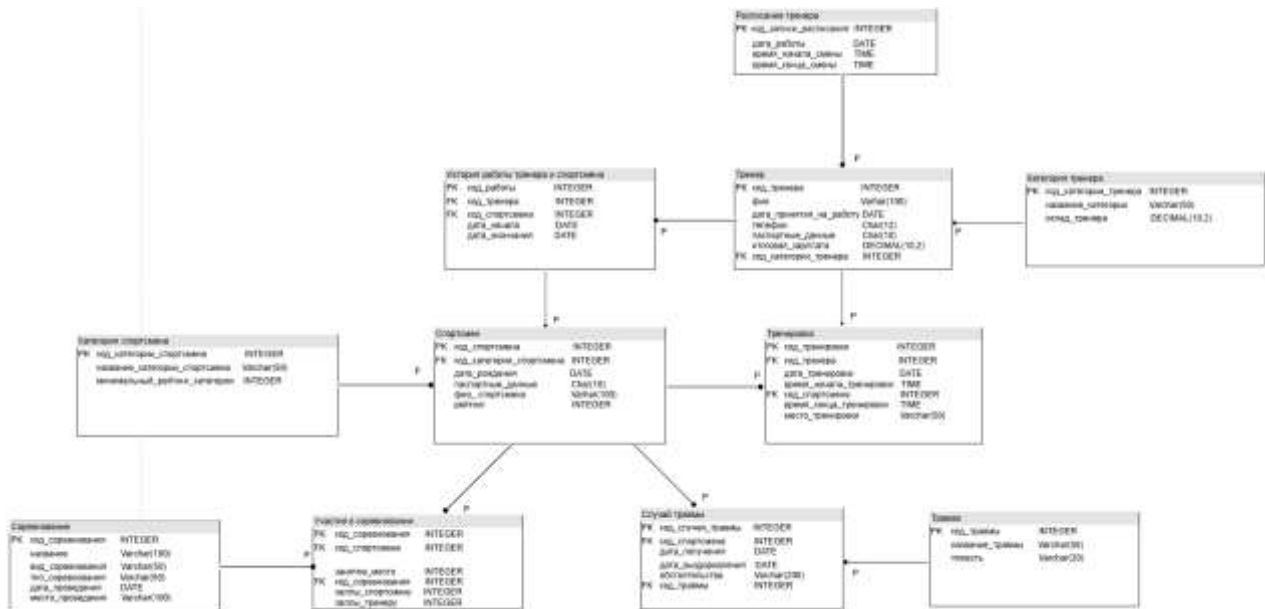 Расписание тренера
PK код_записи_расписания INTEGER
дата_работы DATE
время_начала_смены TIME
время_конца_смены TIME
P
История работы тренера и спортсмена
PK код_работы INTEGER
FK код_тренера INTEGER
FK код_спортсмена INTEGER
дата_начала DATE
дата_окончания DATE
Тренер
PK код_тренера INTEGER
фио Varhar(100)
дата_принятия_на_работу DATE
телефон Char(12)
паспортные_данные Char(10)
итоговая_зарплата DECIMAL(10,2)
FK код_категории_тренера INTEGER
Категория тренера
PK код_категории_тренера INTEGER
название_категории Varchar(50)
оклад_тренера DECIMAL(10,2)
P
P
P
P
Категория спортсмена
PK код_категории_спортсмена INTEGER
название_категории_спортсмена Varchar(50)
минимальный_рейтинг_категории INTEGER
Спортсмен
PK код_спортсмена INTEGER
FK код_категории_спортсмена INTEGER
дата_рождения DATE
паспортные_данные Char(10)
фио_спортсмена Varhar(100)
рейтинг INTEGER
Тренировка
PK код_тренировки INTEGER
FK код_тренера INTEGER
дата_тренировки DATE
время_начала_тренировки TIME
FK код_спортсмена INTEGER
время_конца_тренировки TIME
место_тренировки Varchar(50)
P
P
P
P
Соревнование
PK код_соревнования INTEGER
название Varchar(100)
вид_соревнования Varchar(50)
тип_соревнования Varchar(50)
дата_проведения DATE
место_проведения Varchar(100)
Участие в соревновании
код_соревнования INTEGER
код_спортсмена INTEGER
занятое_место INTEGER
FK код_соревнования INTEGER
баллы_спортсмену INTEGER
баллы_тренеру INTEGER
Случай травмы
PK код_случая_травмы INTEGER
FK код_спортсмена INTEGER
дата_получения DATE
дата_выздоровления DATE
обстоятельства Varchar(200)
FK код_травмы INTEGER
Травма
PK код_травмы INTEGER
название_травмы Varchar(50)
тяжесть Varchar(20)
P
P